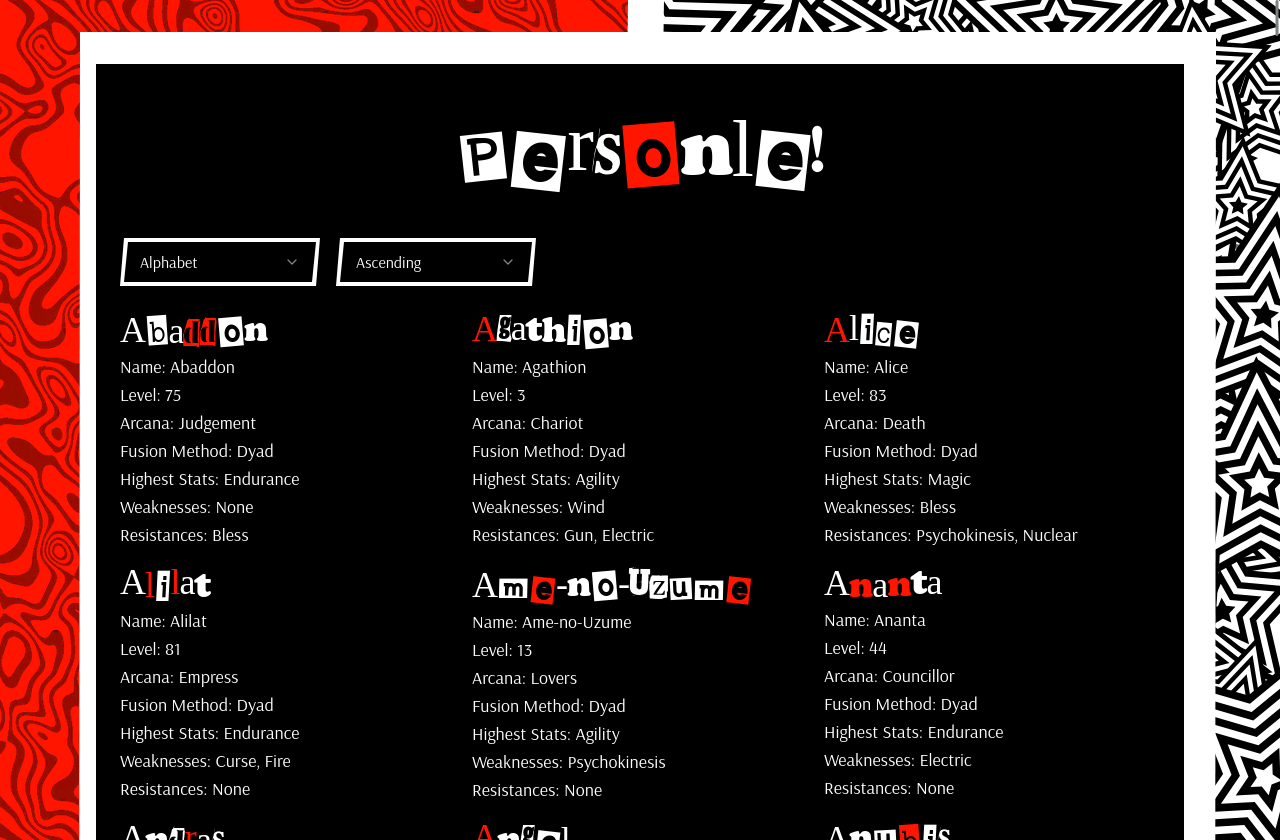 Personle!
Alphabet
Ascending
Abaddon
Name: Abaddon
Level: 75
Arcana: Judgement
Fusion Method: Dyad
Highest Stats: Endurance
Weaknesses: None
Resistances: Bless
Agathion
Name: Agathion
Level: 3
Arcana: Chariot
Fusion Method: Dyad
Highest Stats: Agility
Weaknesses: Wind
Resistances: Gun, Electric
Alice
Name: Alice
Level: 83
Arcana: Death
Fusion Method: Dyad
Highest Stats: Magic
Weaknesses: Bless
Resistances: Psychokinesis, Nuclear
Alilat
Name: Alilat
Level: 81
Arcana: Empress
Fusion Method: Dyad
Highest Stats: Endurance
Weaknesses: Curse, Fire
Resistances: None
Ame-no-Uzume
Name: Ame-no-Uzume
Level: 13
Arcana: Lovers
Fusion Method: Dyad
Highest Stats: Agility
Weaknesses: Psychokinesis
Resistances: None
Ananta
Name: Ananta
Level: 44
Arcana: Councillor
Fusion Method: Dyad
Highest Stats: Endurance
Weaknesses: Electric
Resistances: None
Andras
Angel
Anubis